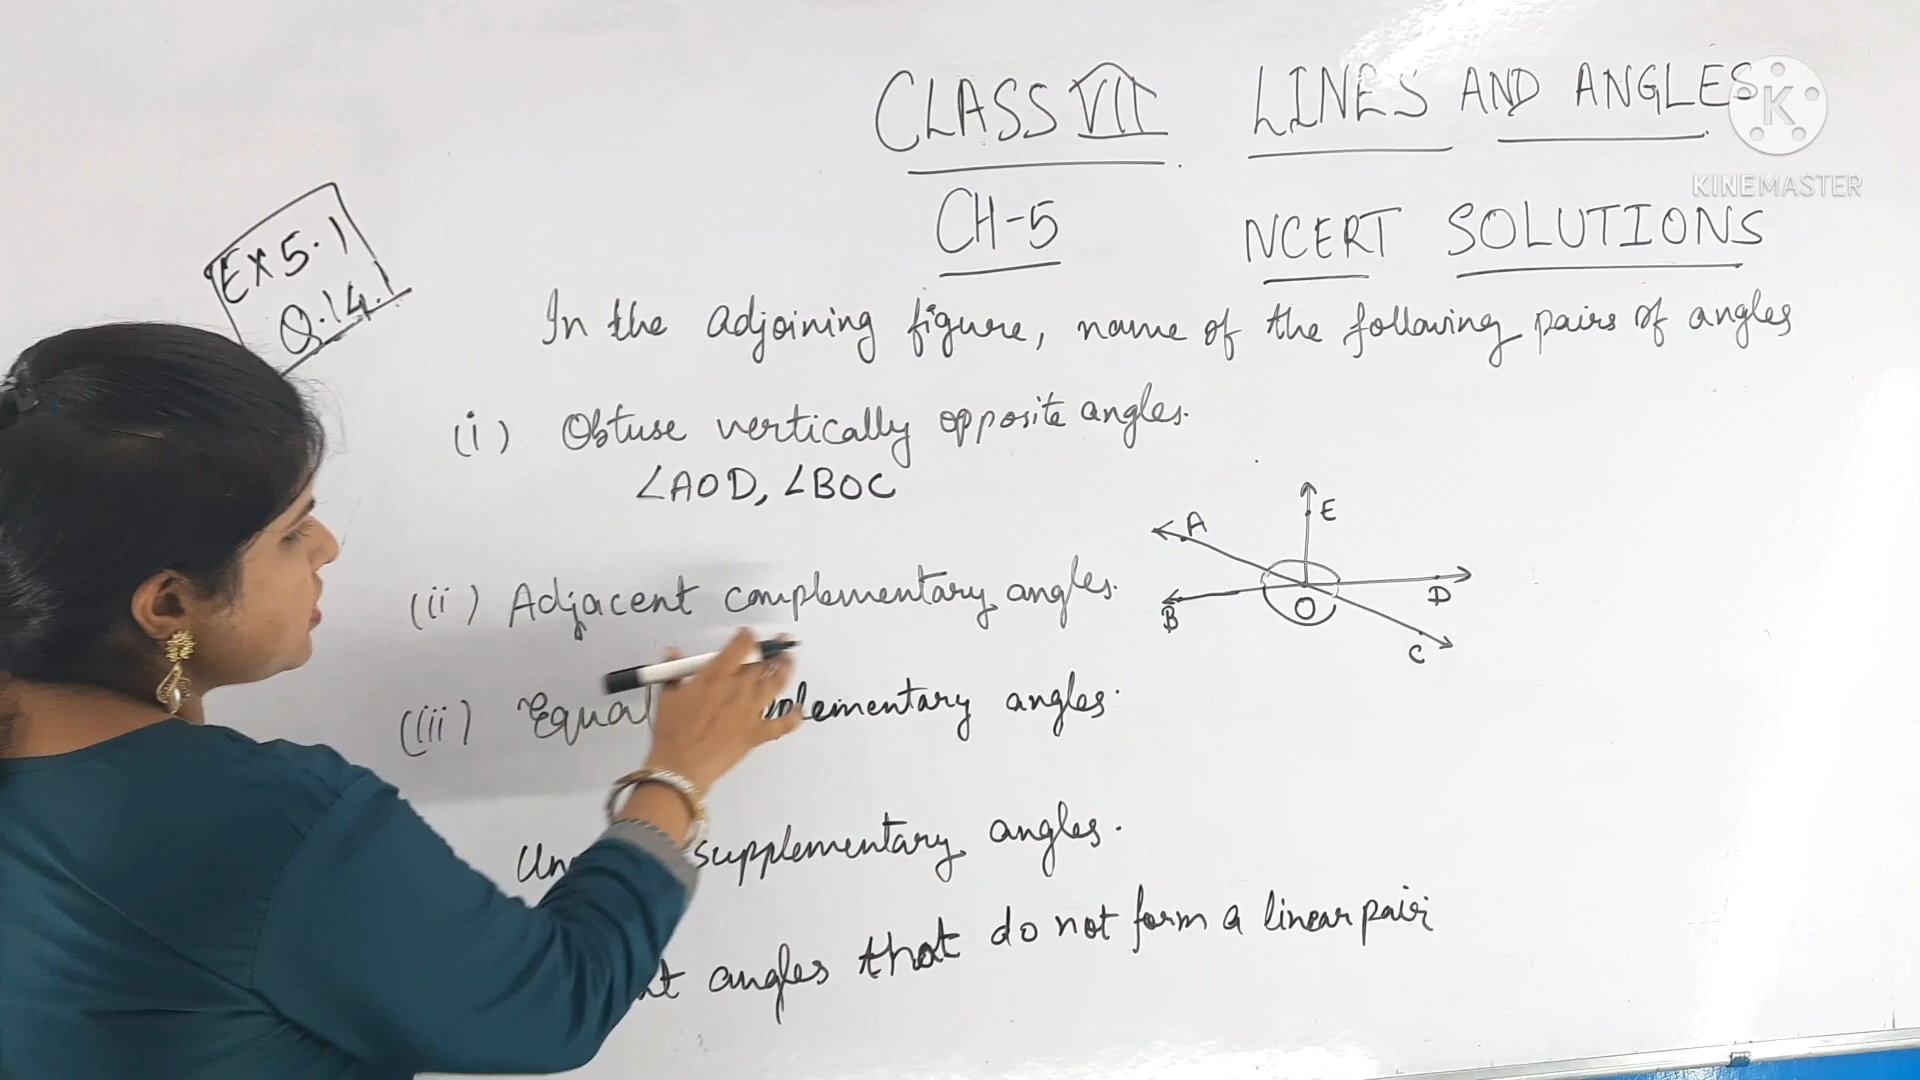 CLASS VII LINES AND ANGLES
KINEMASTER
CH-5 NCERT SOLUTIONS
EX 5.1
Q.14.
In the adjoining figure, name of the following pairs of angles
(i) Obtuse vertically opposite angles.
∠AOD, ∠BOC
(ii) Adjacent complementary angles.
(iii) Equal
supplementary angles.
angles that do not form a linear pair
A
E
B
O
D
C